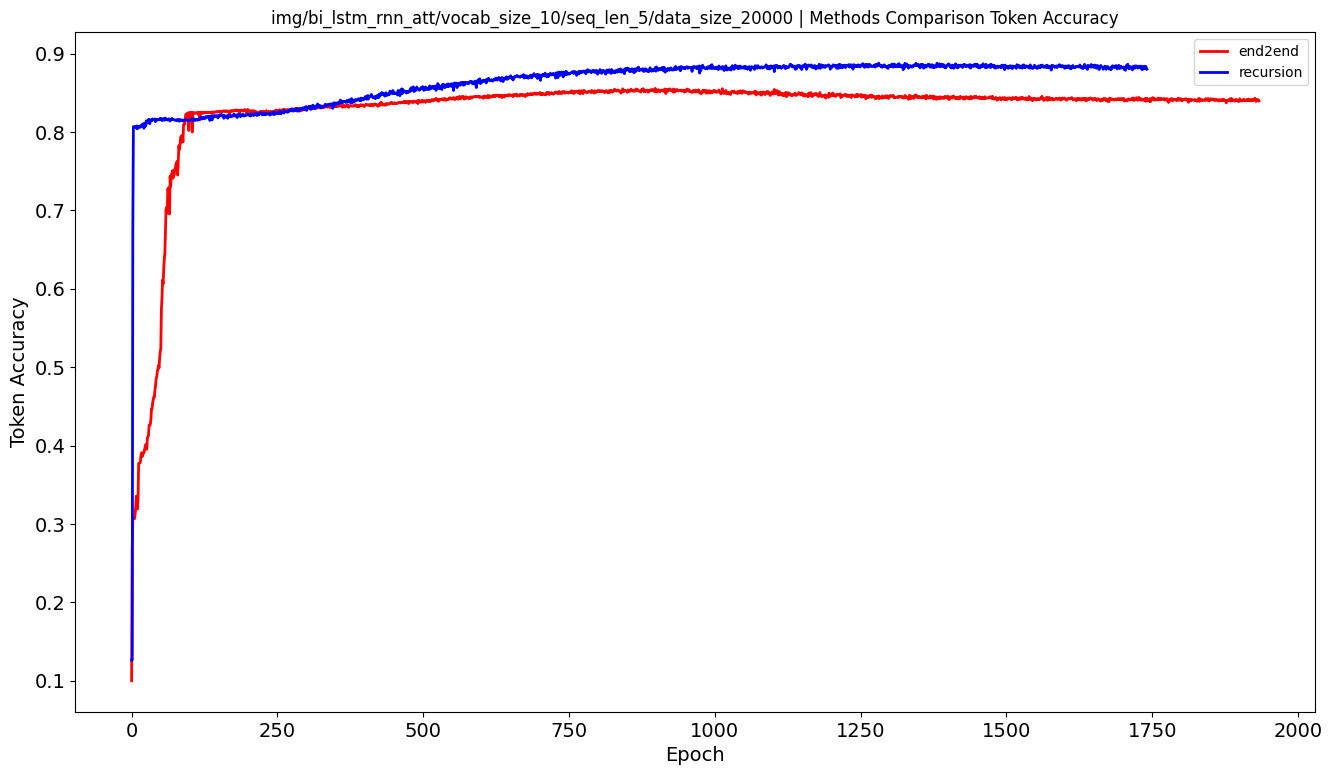 img/bi_lstm_rnn_att/vocab_size_10/seq_len_5/data_size_20000 | Methods Comparison Token Accuracy
end2end
recursion
Token Accuracy
0.9
0.8
0.7
0.6
0.5
0.4
0.3
0.2
0.1
0 250 500 750 1000 1250 1500 1750 2000
Epoch